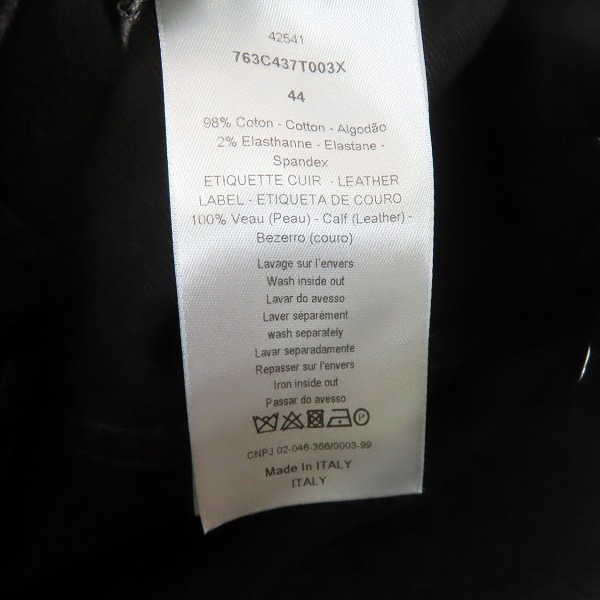 42541
763C437T003X
44
98% Coton - Cotton - Algodão
2% Elasthanne - Elastane -
Spandex
ETIQUETTE CUIR - LEATHER
LABEL - ETIQUETA DE COURO
100% Veau (Peau) - Calf (Leather) -
Bezerro (couro)
Lavage sur l'envers
Wash inside out
Lavar do avesso
Laver séparément
wash separately
Lavar separadamente
Repasser sur l'envers
Iron inside out
Passar do avesso
P
CNPJ 02-046-366/0003-99
Made In ITALY
ITALY